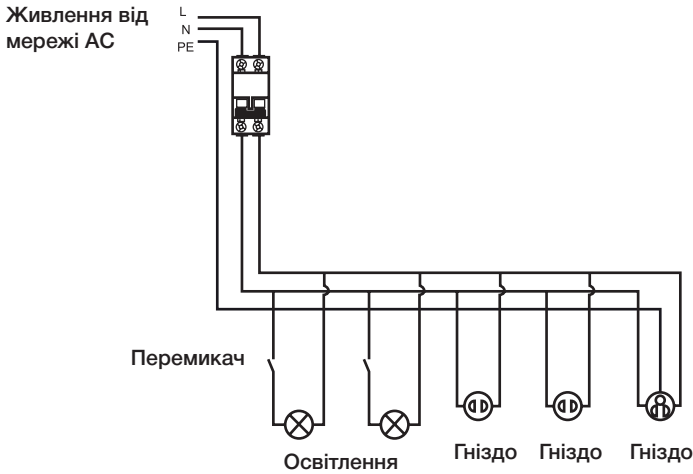 Живлення від
мережі AC
L
N
PE
Перемикач
Освітлення
Гніздо
Гніздо
Гніздо